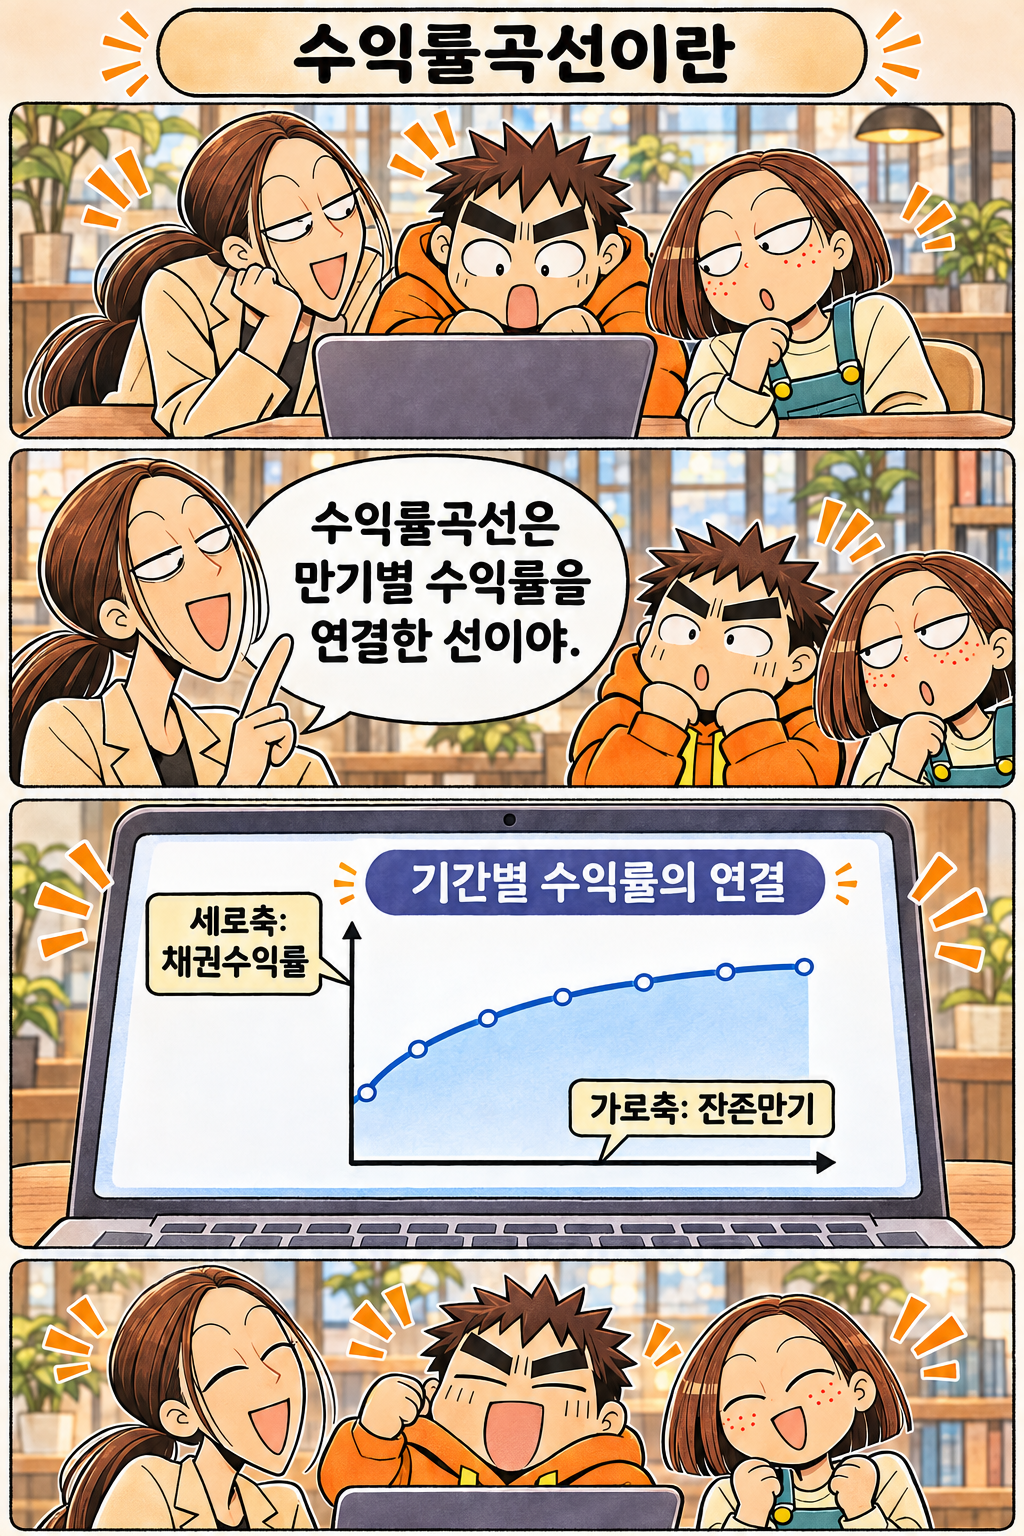 수익률곡선이란
수익률곡선은
만기별 수익률을
연결한 선이야.
기간별 수익률의 연결
세로축:
채권수익률
가로축: 잔존만기